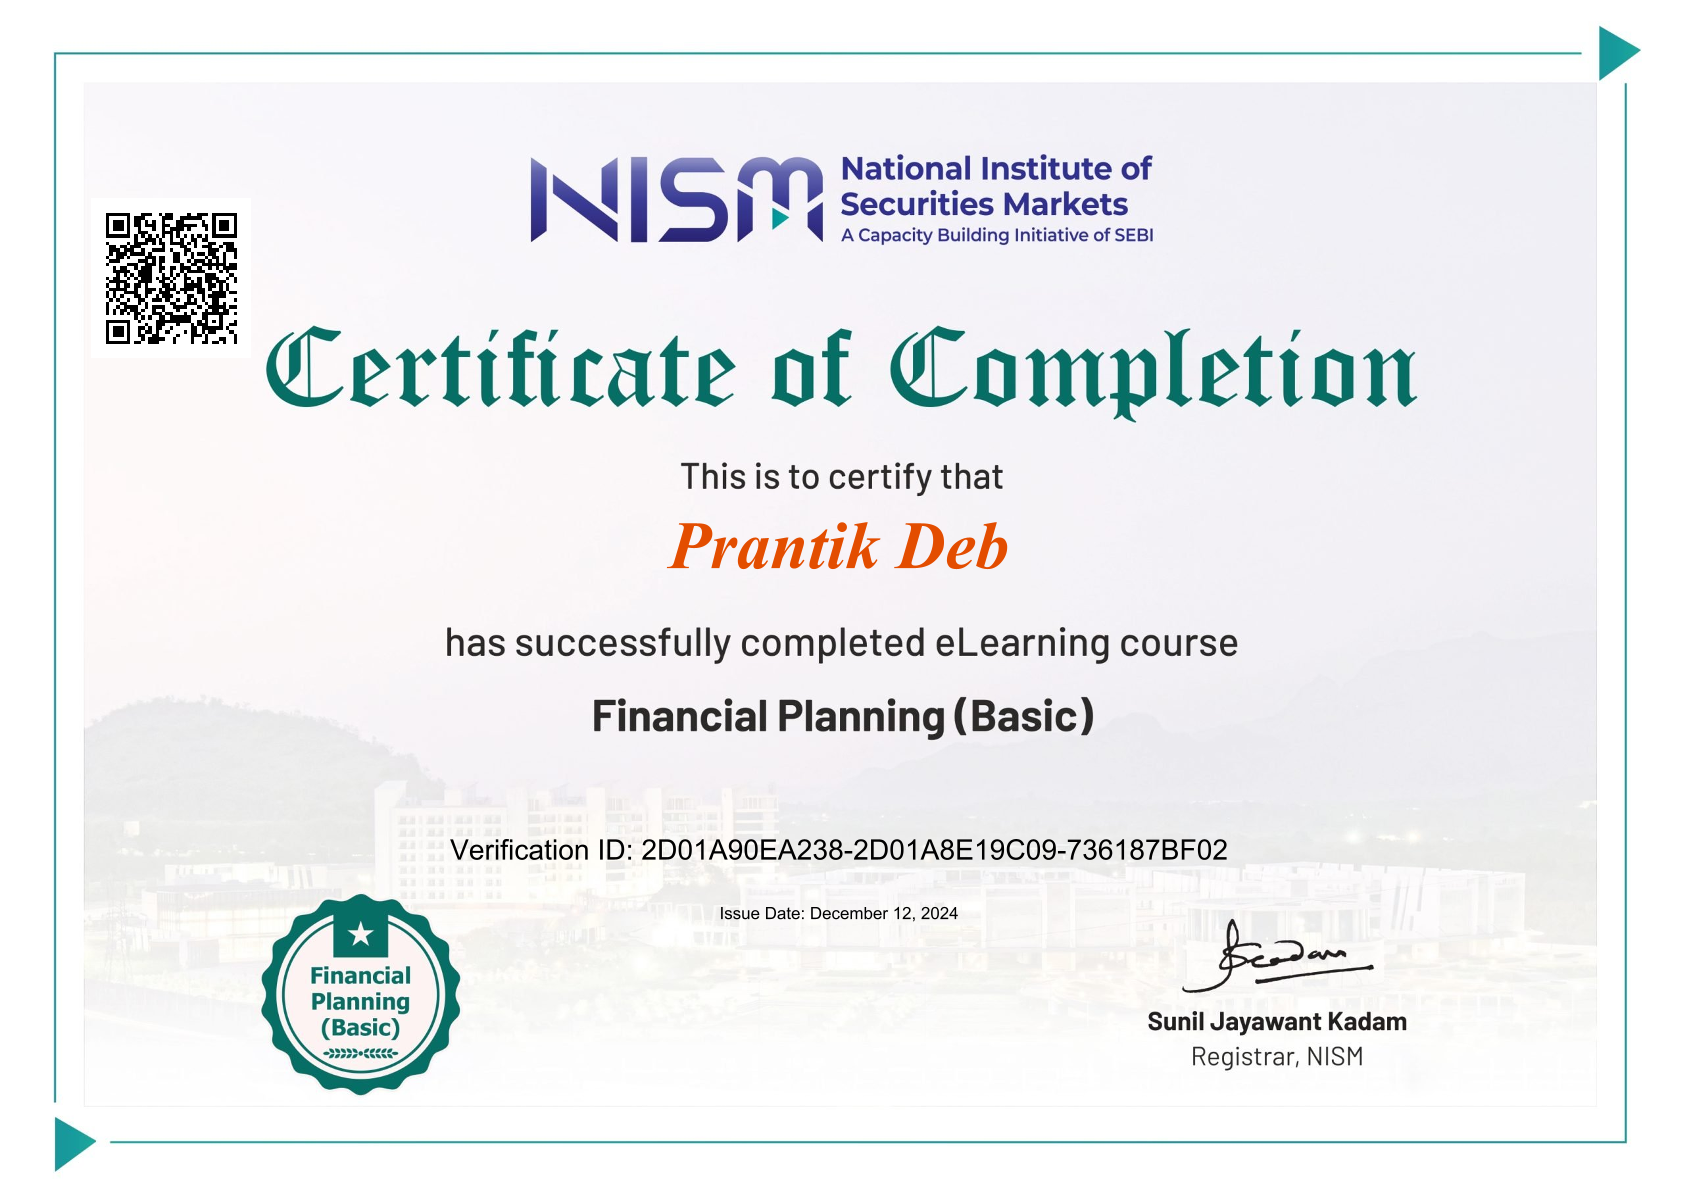 NISM
National Institute of
Securities Markets
A Capacity Building Initiative of SEBI
Certificate of Completion
This is to certify that
Prantik Deb
has successfully completed eLearning course
Financial Planning (Basic)
Verification ID: 2D01A90EA238-2D01A8E19C09-736187BF02
Issue Date: December 12, 2024
Financial
Planning
(Basic)
Skadam
Sunil Jayawant Kadam
Registrar, NISM